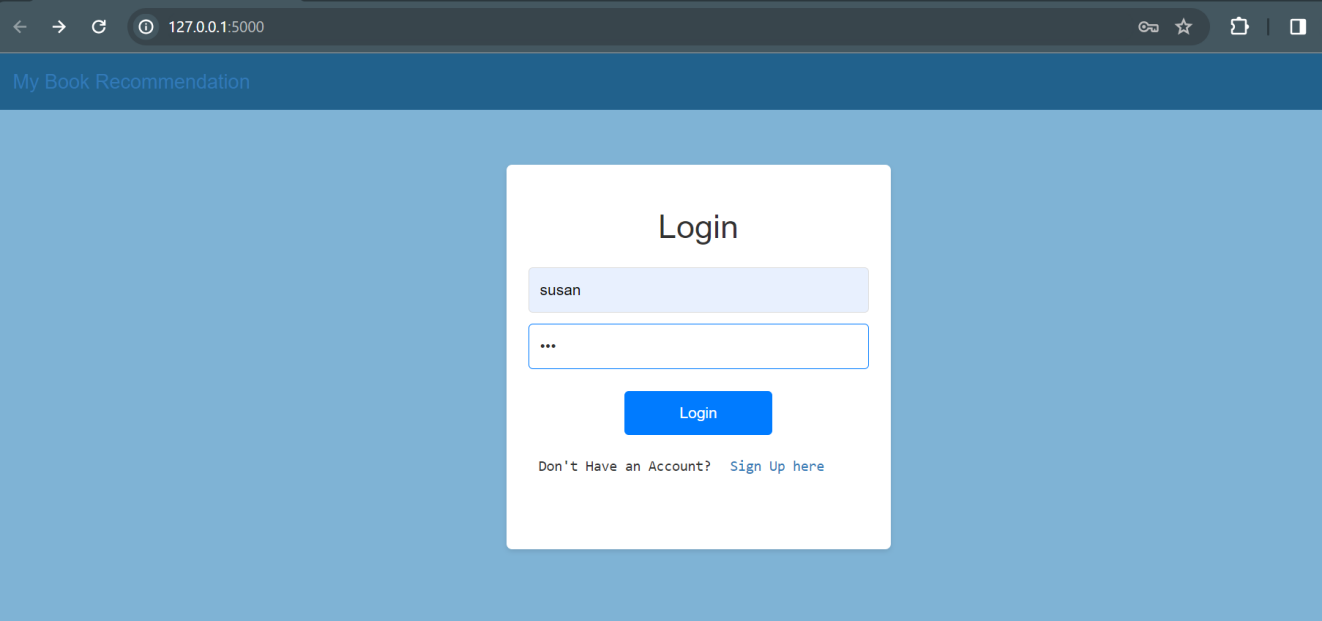 127.0.0.1:5000
My Book Recommendation
Login
susan
•••
Login
Don't Have an Account? Sign Up here